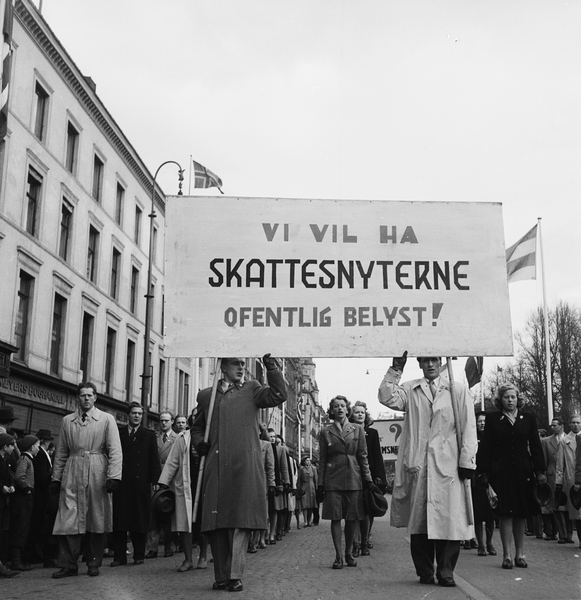 VI VIL HA
SKATTESNYTERNE
OFENTLIG BELYST!
?